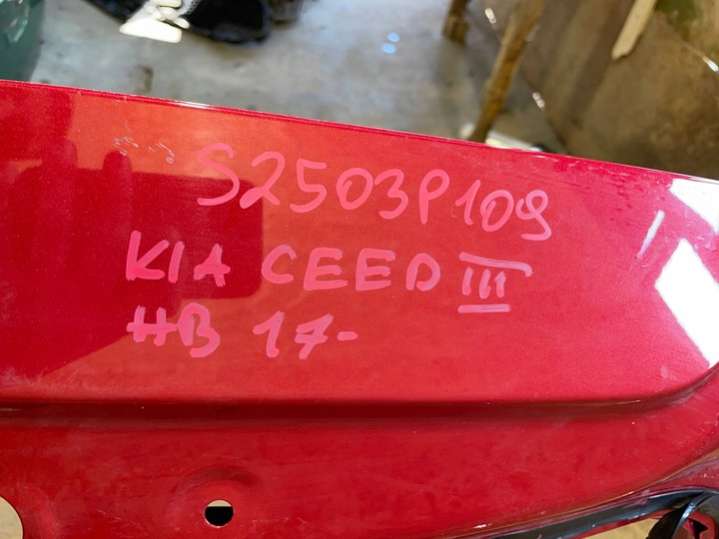 S2503P109
KIA CEED III
HB 17-